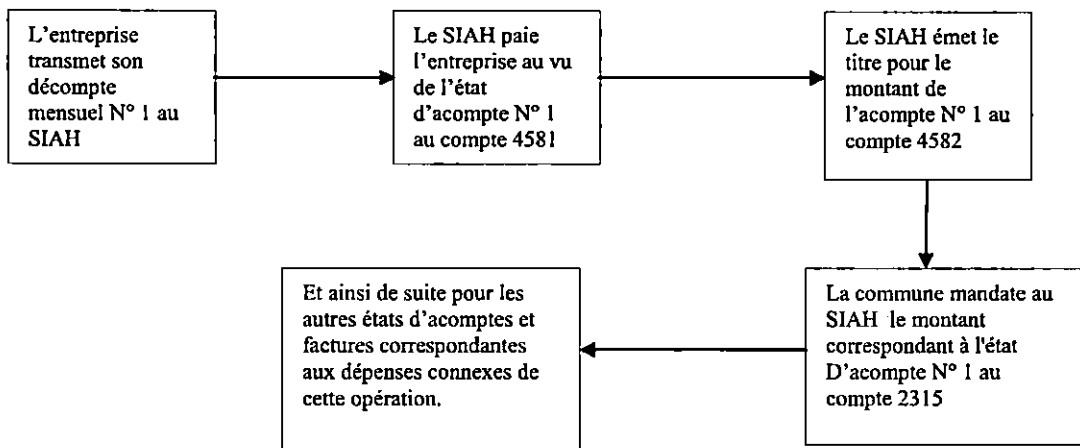 L'entreprise
transmet son
décompte
mensuel N° 1 au
SIAH
Le SIAH paie
l'entreprise au vu
de l'état
d'acompte N° 1
au compte 4581
Le SIAH émet le
titre pour le
montant de
l'acompte N° 1 au
compte 4582
La commune mandate au
SIAH le montant
correspondant à l'état
D'acompte N° 1 au
compte 2315
Et ainsi de suite pour les
autres états d'acomptes et
factures correspondantes
aux dépenses connexes de
cette opération.